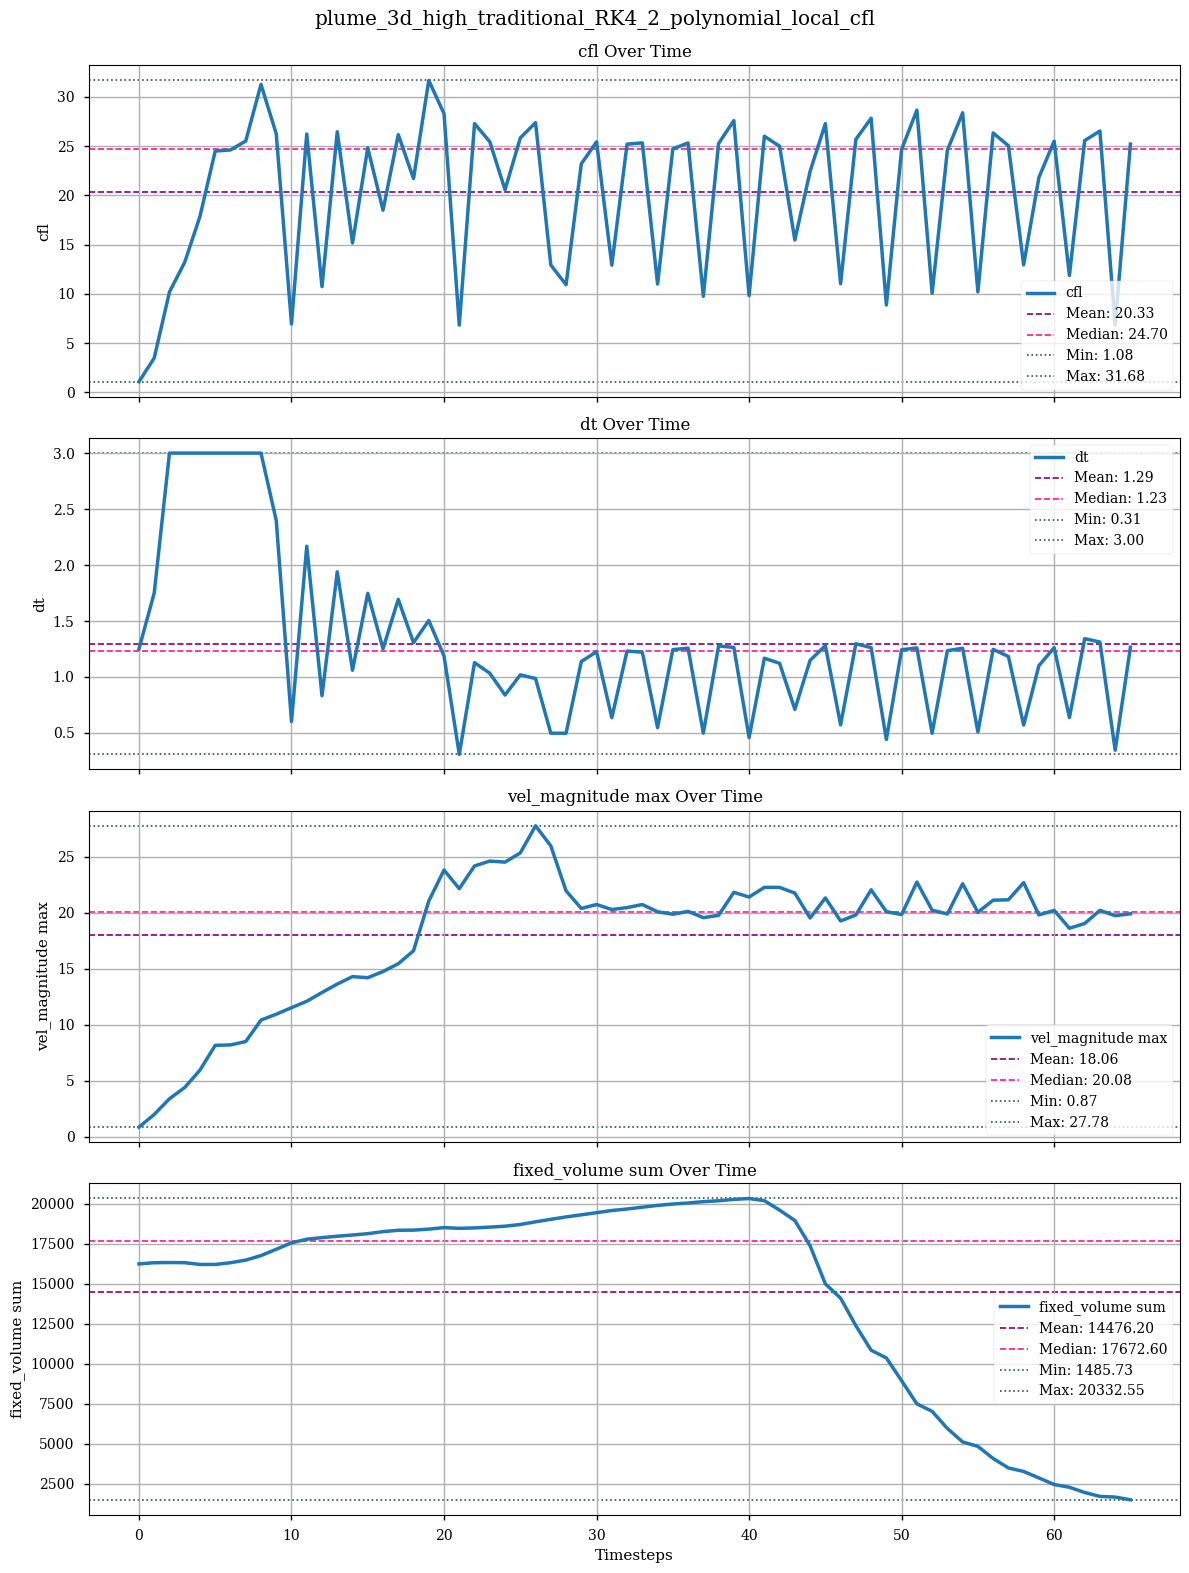 plume_3d_high_traditional_RK4_2_polynomial_local_cfl
cfl Over Time
30
25
20
15
10
5
0
cfl
cfl
Mean: 20.33
Median: 24.70
Min: 1.08
Max: 31.68
dt Over Time
3.0
2.5
2.0
1.5
1.0
0.5
dt
dt
Mean: 1.29
Median: 1.23
Min: 0.31
Max: 3.00
vel_magnitude max Over Time
25
20
15
10
5
0
vel_magnitude max
vel_magnitude max
Mean: 18.06
Median: 20.08
Min: 0.87
Max: 27.78
fixed_volume sum Over Time
20000
17500
15000
12500
10000
7500
5000
2500
fixed_volume sum
fixed_volume sum
Mean: 14476.20
Median: 17672.60
Min: 1485.73
Max: 20332.55
0 10 20 30 40 50 60
Timesteps